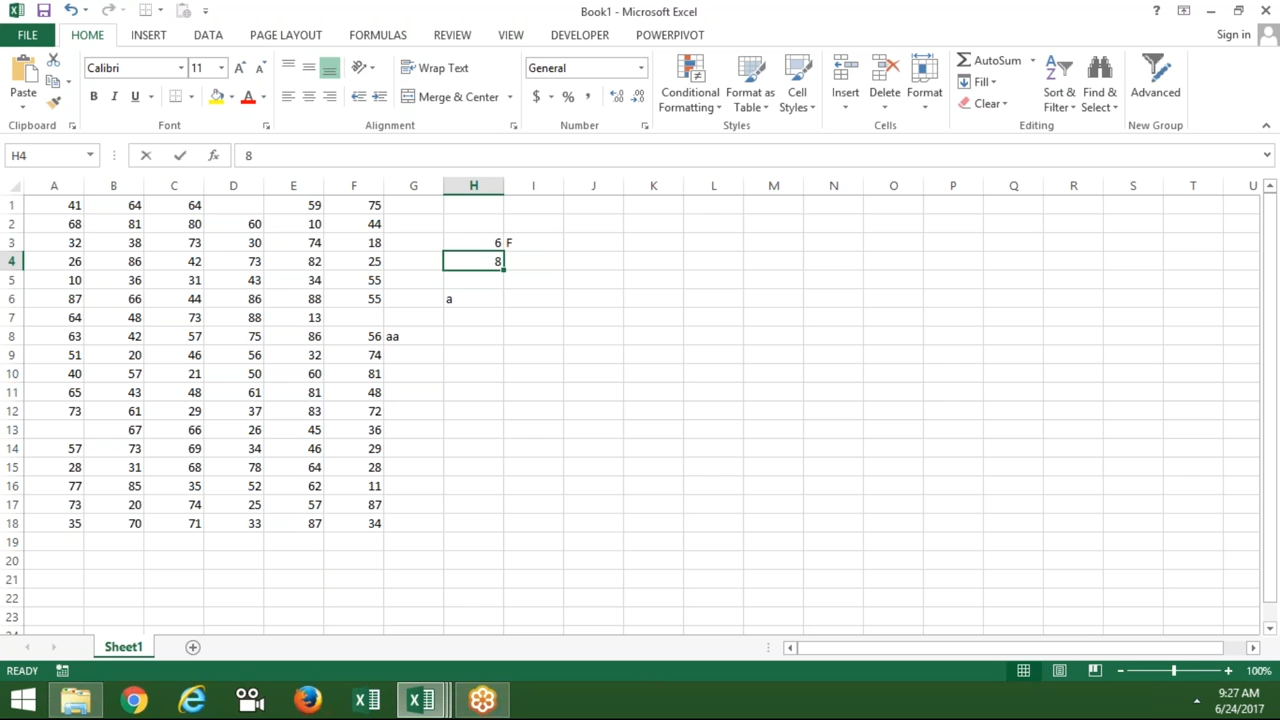 Book1 - Microsoft Excel
?
FILE HOME INSERT DATA PAGE LAYOUT FORMULAS REVIEW VIEW DEVELOPER POWERPIVOT Sign in
Paste
Calibri 11
B I U
Wrap Text
Merge & Center
General
$ % ,
Conditional Formatting
Format as Table
Cell Styles
Insert Delete Format
AutoSum
Fill
Clear
Sort & Filter
Find & Select
Advanced
Clipboard Font Alignment Number Styles Cells Editing New Group
H4 fx 8
A B C D E F G H I J K L M N O P Q R S T U
1 41 64 64 59 75
2 68 81 80 60 10 44
3 32 38 73 30 74 18 6 F
4 26 86 42 73 82 25 8
5 10 36 31 43 34 55
6 87 66 44 86 88 55 a
7 64 48 73 88 13
8 63 42 57 75 86 56 aa
9 51 20 46 56 32 74
10 40 57 21 50 60 81
11 65 43 48 61 81 48
12 73 61 29 37 83 72
13 67 66 26 45 36
14 57 73 69 34 46 29
15 28 31 68 78 64 28
16 77 85 35 52 62 11
17 73 20 74 25 57 87
18 35 70 71 33 87 34
19
20
21
22
23
Sheet1
READY 100%
9:27 AM
6/24/2017